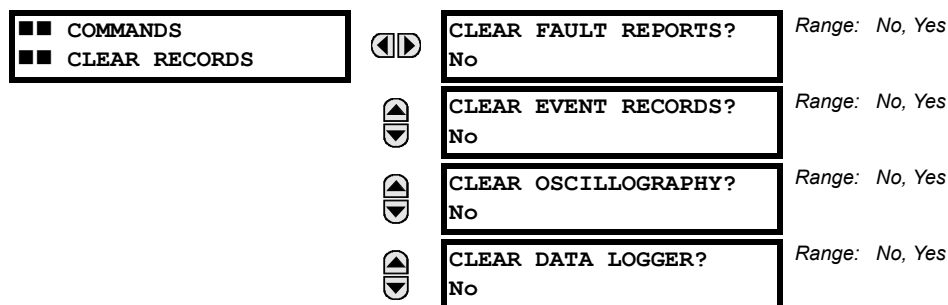 ■■ COMMANDS
■■ CLEAR RECORDS
CLEAR FAULT REPORTS?
No
Range: No, Yes
CLEAR EVENT RECORDS?
No
Range: No, Yes
CLEAR OSCILLOGRAPHY?
No
Range: No, Yes
CLEAR DATA LOGGER?
No
Range: No, Yes